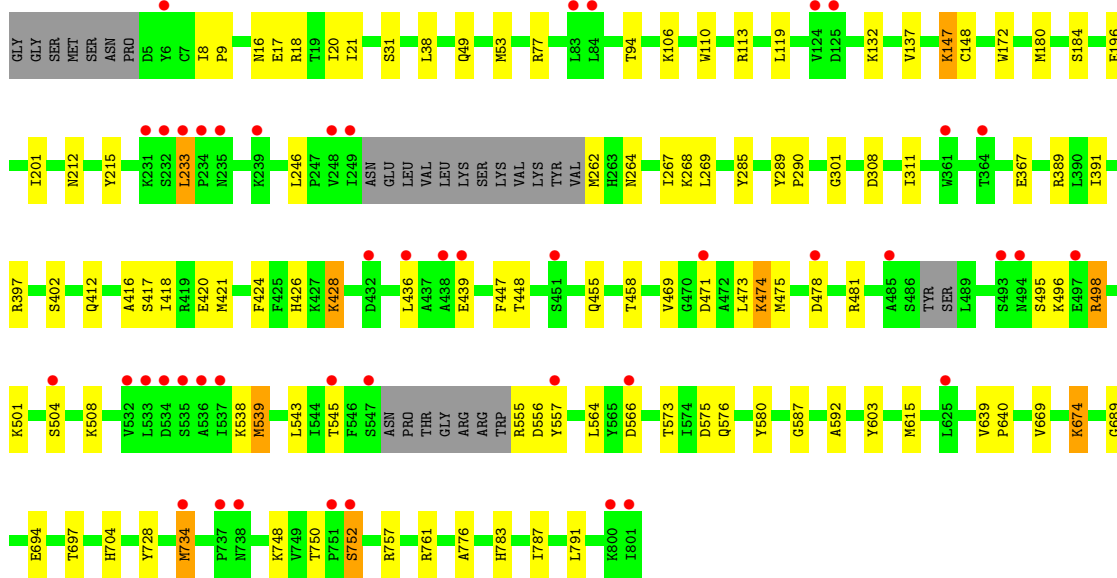 GLY GLY SER MET SER ASN PRO D5 Y6 C7 I8 P9 N16 E17 R18 T19 I20 I21 S31 L38 Q49 M53 R77 L83 L84 T94 K106 W110 R113 L119 V124 D125 K132 V137 K147 C148 W172 M180 S184
I201 N212 Y215 K231 S232 L233 P234 N235 K239 L246 P247 V248 I249 ASN GLU LEU VAL LEU LYS SER LYS VAL LYS TYR VAL M262 H263 N264 I267 K268 L269 Y285 Y289 P290 G301 D308 I311 W361 T364 E367 R389 L390 I391
R397 S402 Q412 A416 S417 I418 R419 E420 M421 F424 F425 H426 K427 K428 D432 L436 A437 A438 E439 F447 T448 S451 Q455 T458 V469 G470 D471 A472 L473 K474 M475 D478 R481 A485 S486 TYR SER L489 S493 N494 S495 K496 E497 R498
K501 S504 K508 V532 L533 D534 S535 A536 I537 K538 M539 L543 I544 T545 F546 S547 ASN PRO THR GLY ARG ARG TRP R555 D556 Y557 L564 Y565 D566 T573 I574 D575 Q576 Y580 G587 A592 Y603 M615 L625 V639 P640 V669 K674
E694 T697 H704 Y728 M734 P737 N738 K748 V749 T750 P751 S752 R757 R761 A776 H783 I787 L791 K800 I801